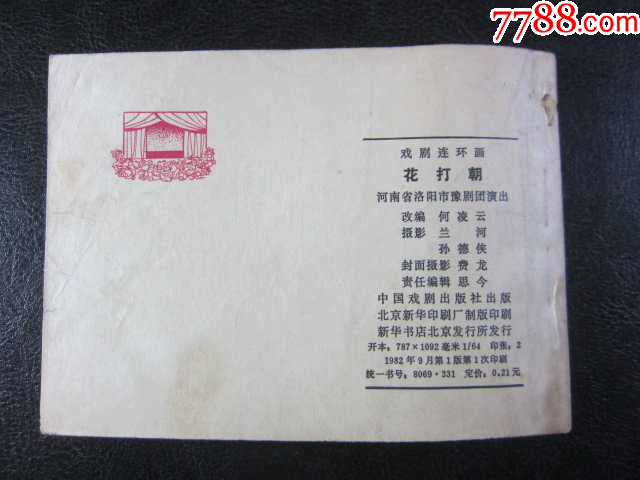 7788.com
戏剧连环画
花打朝
河南省洛阳市豫剧团演出
改编 何凌云
摄影 兰河
孙德侠
封面摄影 费龙
责任编辑 思今
中国戏剧出版社出版
北京新华印刷厂制版印刷
新华书店北京发行所发行
开本：787×1092毫米1/64 印张：2
1982年9月第1版第1次印刷
统一书号：8069·331 定价：0.21元